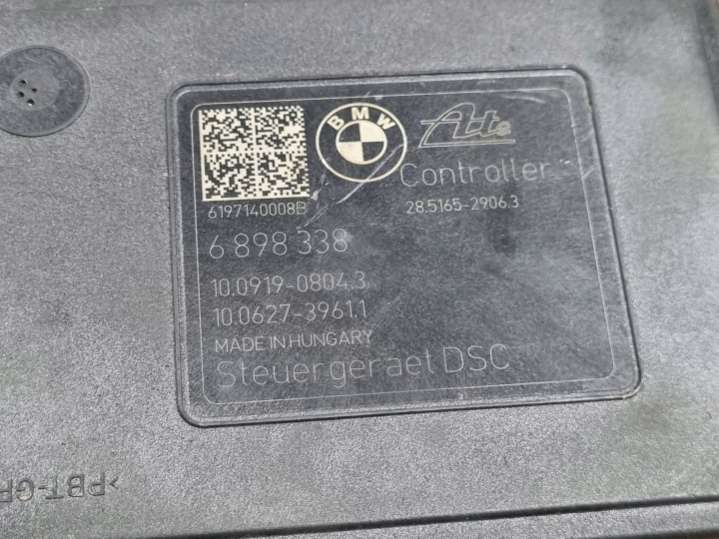 BMW
Ate
Controller
6197140008B
28.5165-2906.3
6 898 338
10.0919-0804.3
10.0627-3961.1
MADE IN HUNGARY
Steuergeraet DSC
>PBT-GF